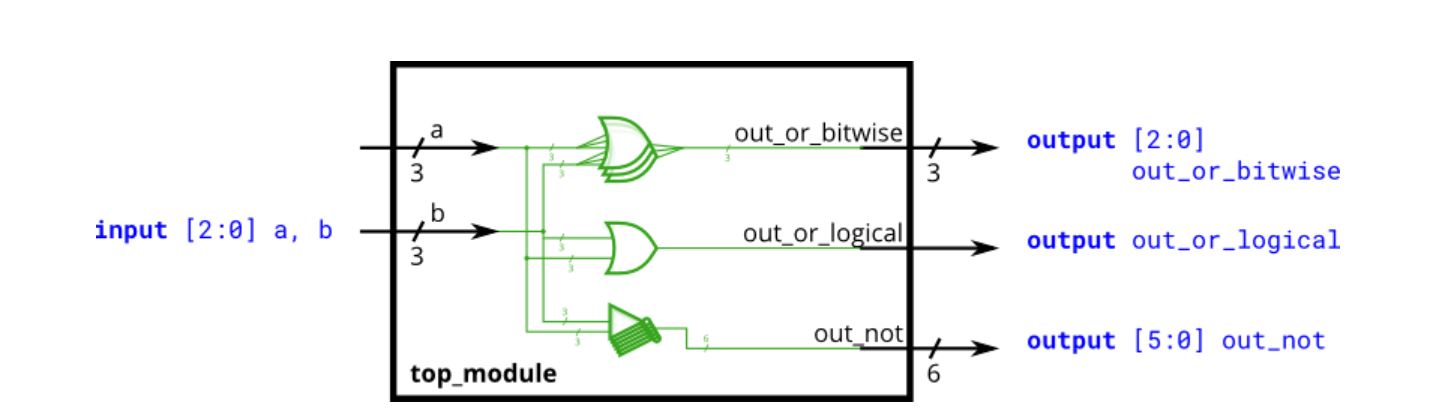 a
3
b
3
input [2:0] a, b
3
3
3
3
3
3
3
6
out_or_bitwise
3
output [2:0]
out_or_bitwise
out_or_logical
output out_or_logical
out_not
6
output [5:0] out_not
top_module